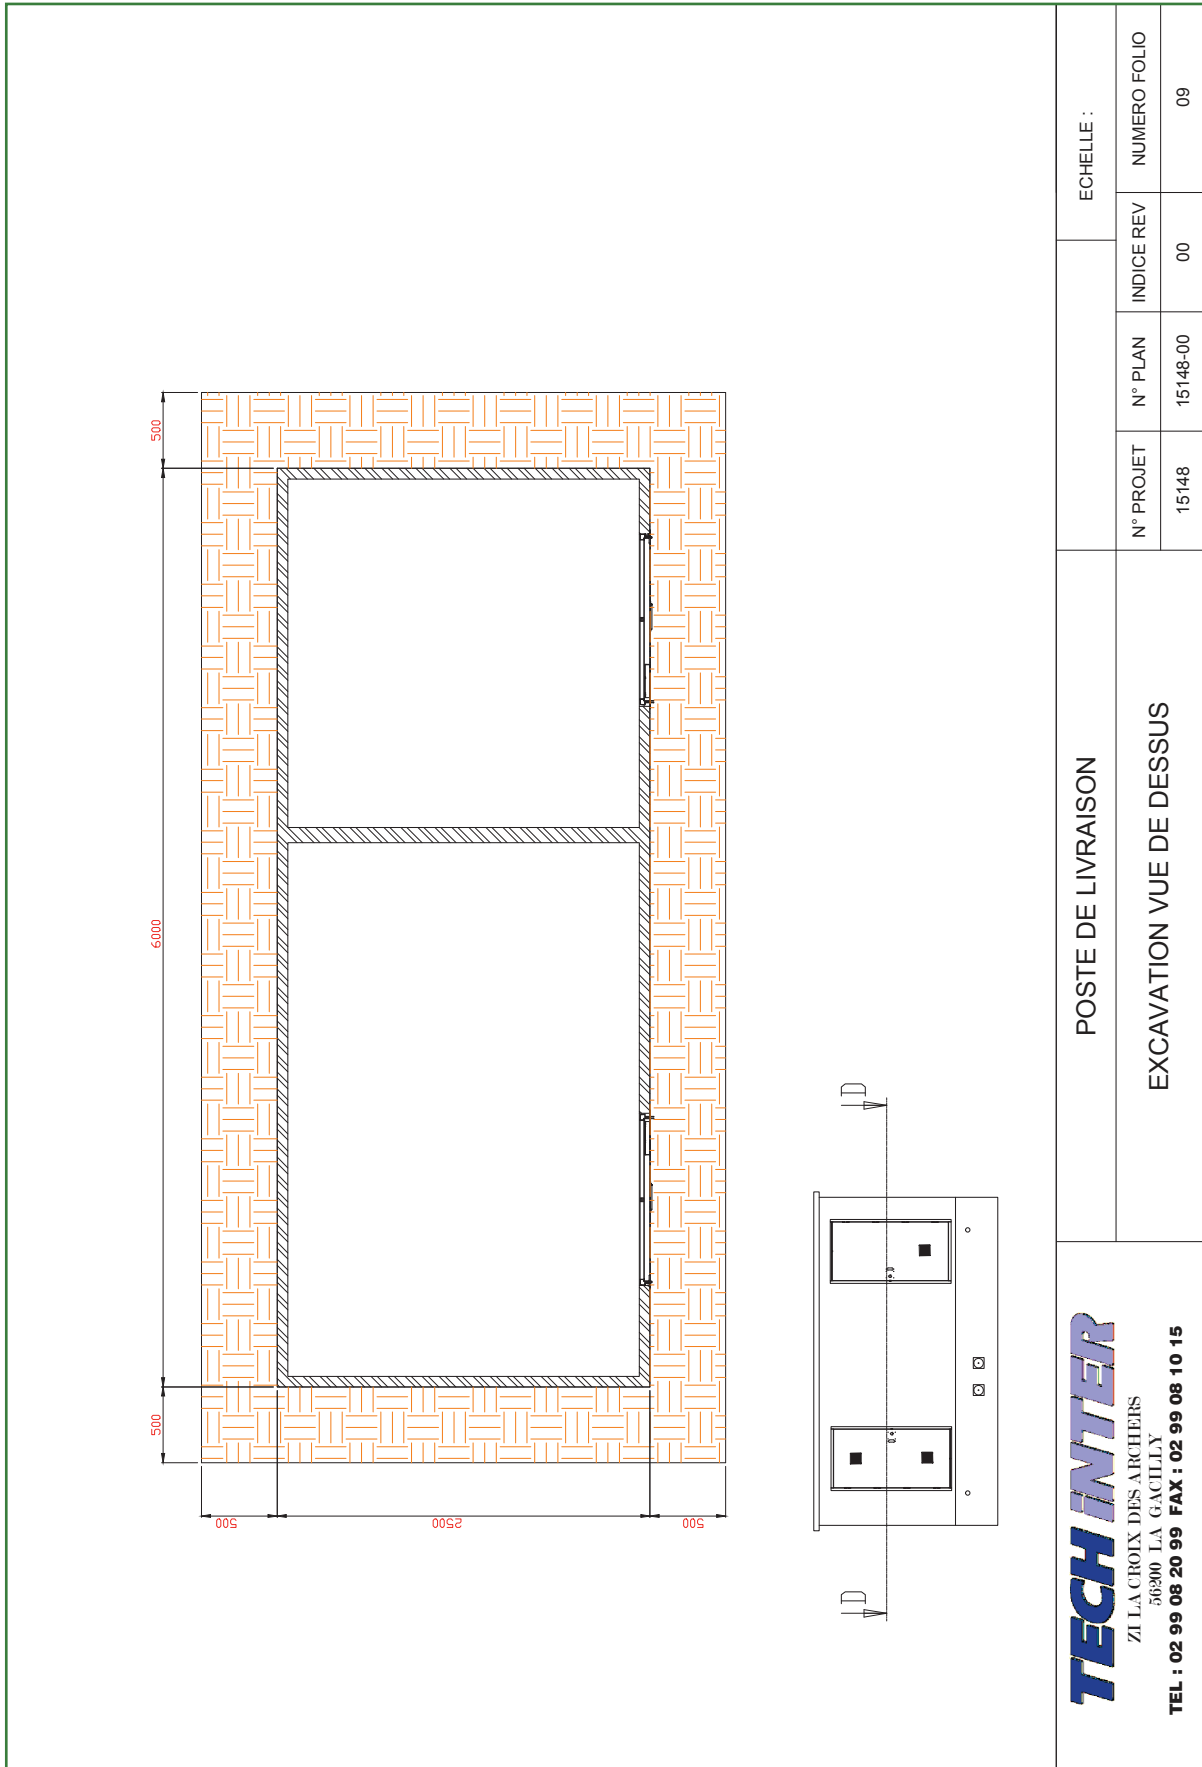 500
6000
500
500
2500
500
D
D
TECH iNTER
ZI LA CROIX DES ARCHERS
56200 LA GACILLY
TEL : 02 99 08 20 99 FAX : 02 99 08 10 15
POSTE DE LIVRAISON
EXCAVATION VUE DE DESSUS
ECHELLE :
N° PROJET N° PLAN INDICE REV NUMERO FOLIO
15148 15148-00 00 09